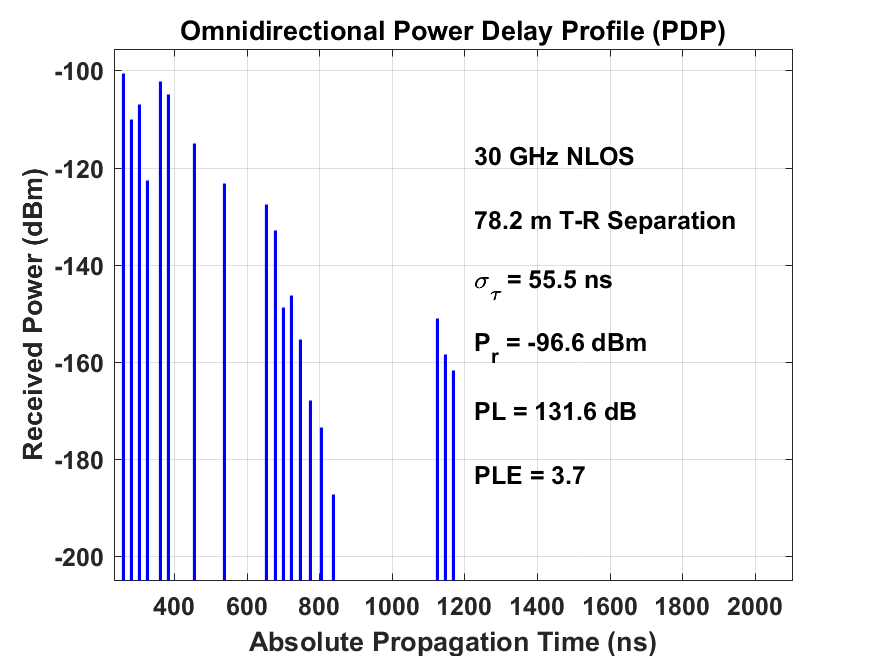 Omnidirectional Power Delay Profile (PDP)
Received Power (dBm)
-100
-120
-140
-160
-180
-200
30 GHz NLOS
78.2 m T-R Separation
σ_τ = 55.5 ns
P_r = -96.6 dBm
PL = 131.6 dB
PLE = 3.7
400 600 800 1000 1200 1400 1600 1800 2000
Absolute Propagation Time (ns)